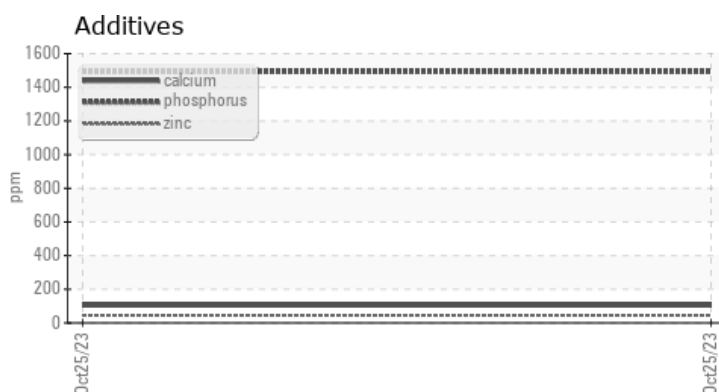 Additives
1600
1400
1200
1000
800
600
400
200
0
ppm
calcium
phosphorus
zinc
Oct25/23
Oct25/23